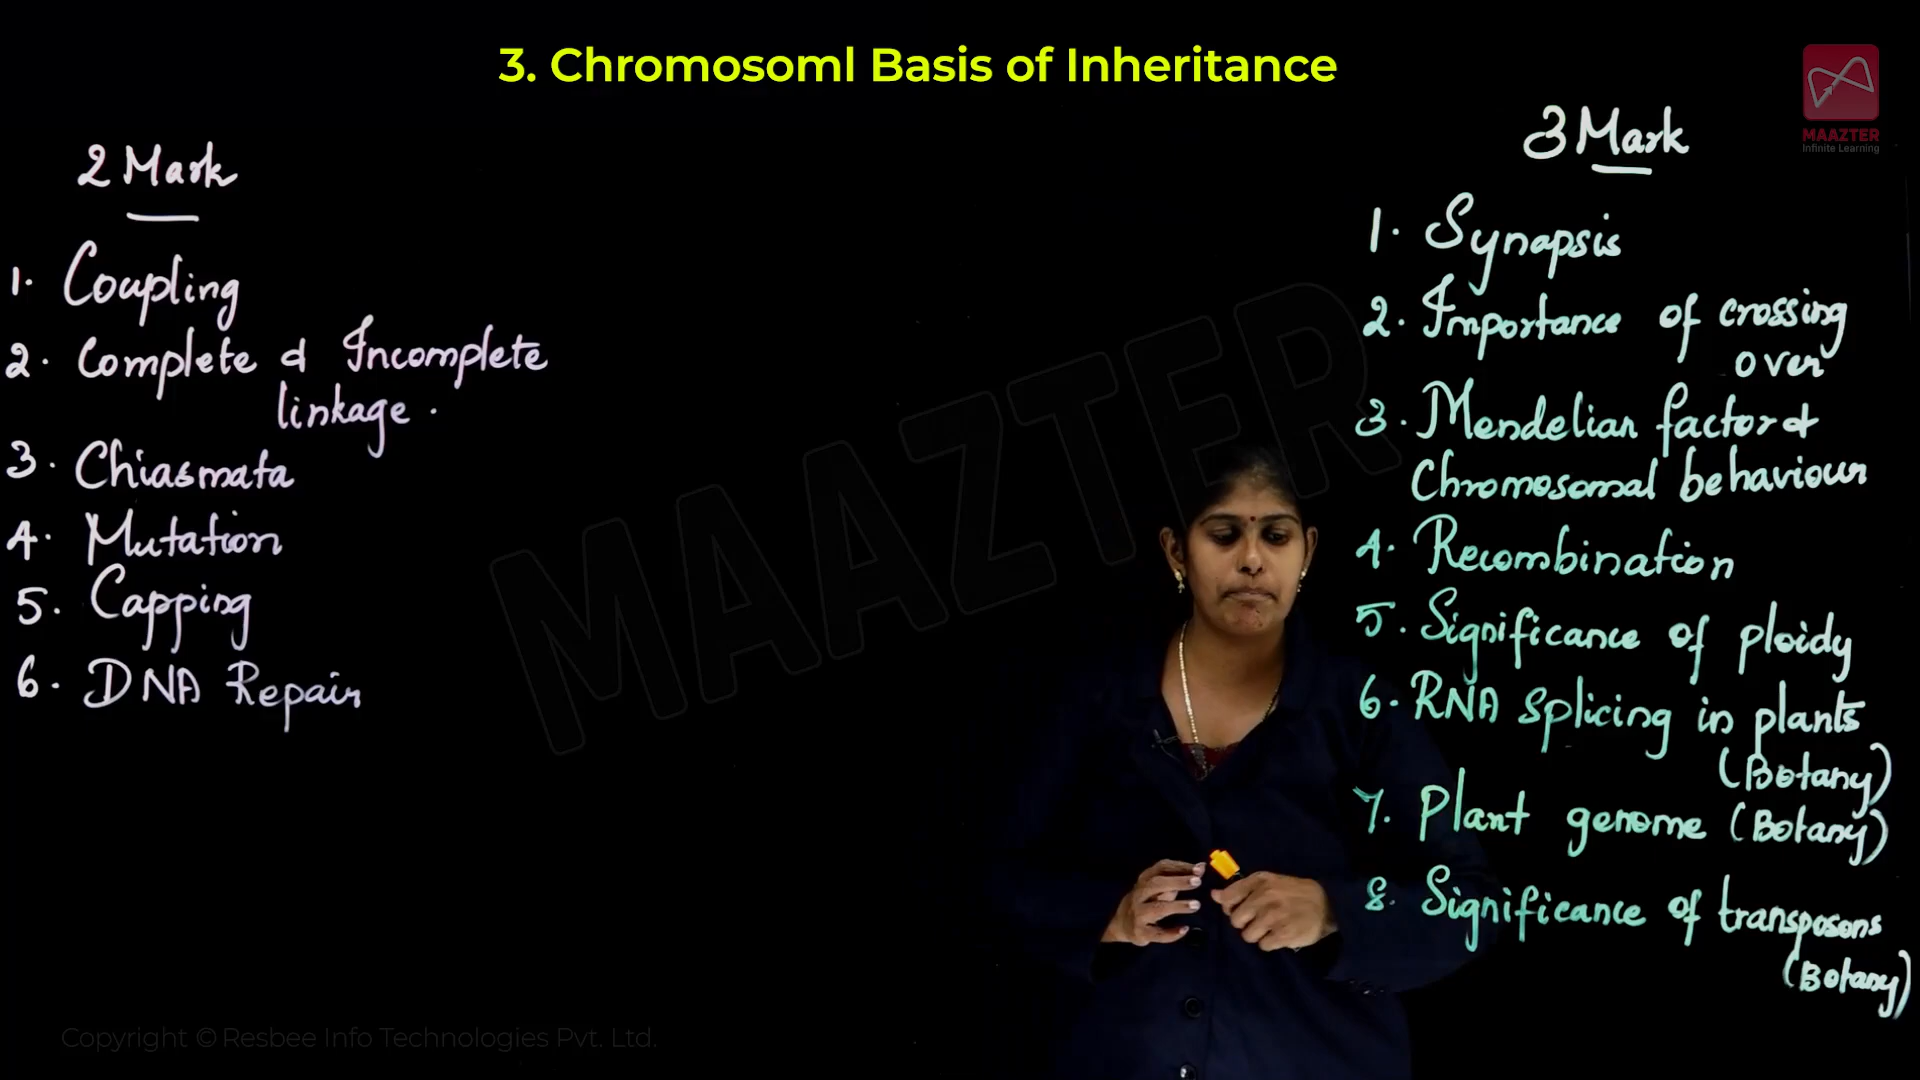 3. Chromosoml Basis of Inheritance
MAAZTER
Infinite Learning
2 Mark
1. Coupling
2. Complete & Incomplete
linkage.
3. Chiasmata
4. Mutation
5. Capping
6. DNA Repair
3 Mark
1. Synapsis
2. Importance of crossing
over
3. Mendelian factor &
Chromosomal behaviour
4. Recombination
5. Significance of ploidy
6. RNA Splicing in plants
(Botany)
7. Plant genome (Botany)
8. Significance of transposons
(Botany)
MAAZTER
Copyright © Resbee Info Technologies Pvt. Ltd.